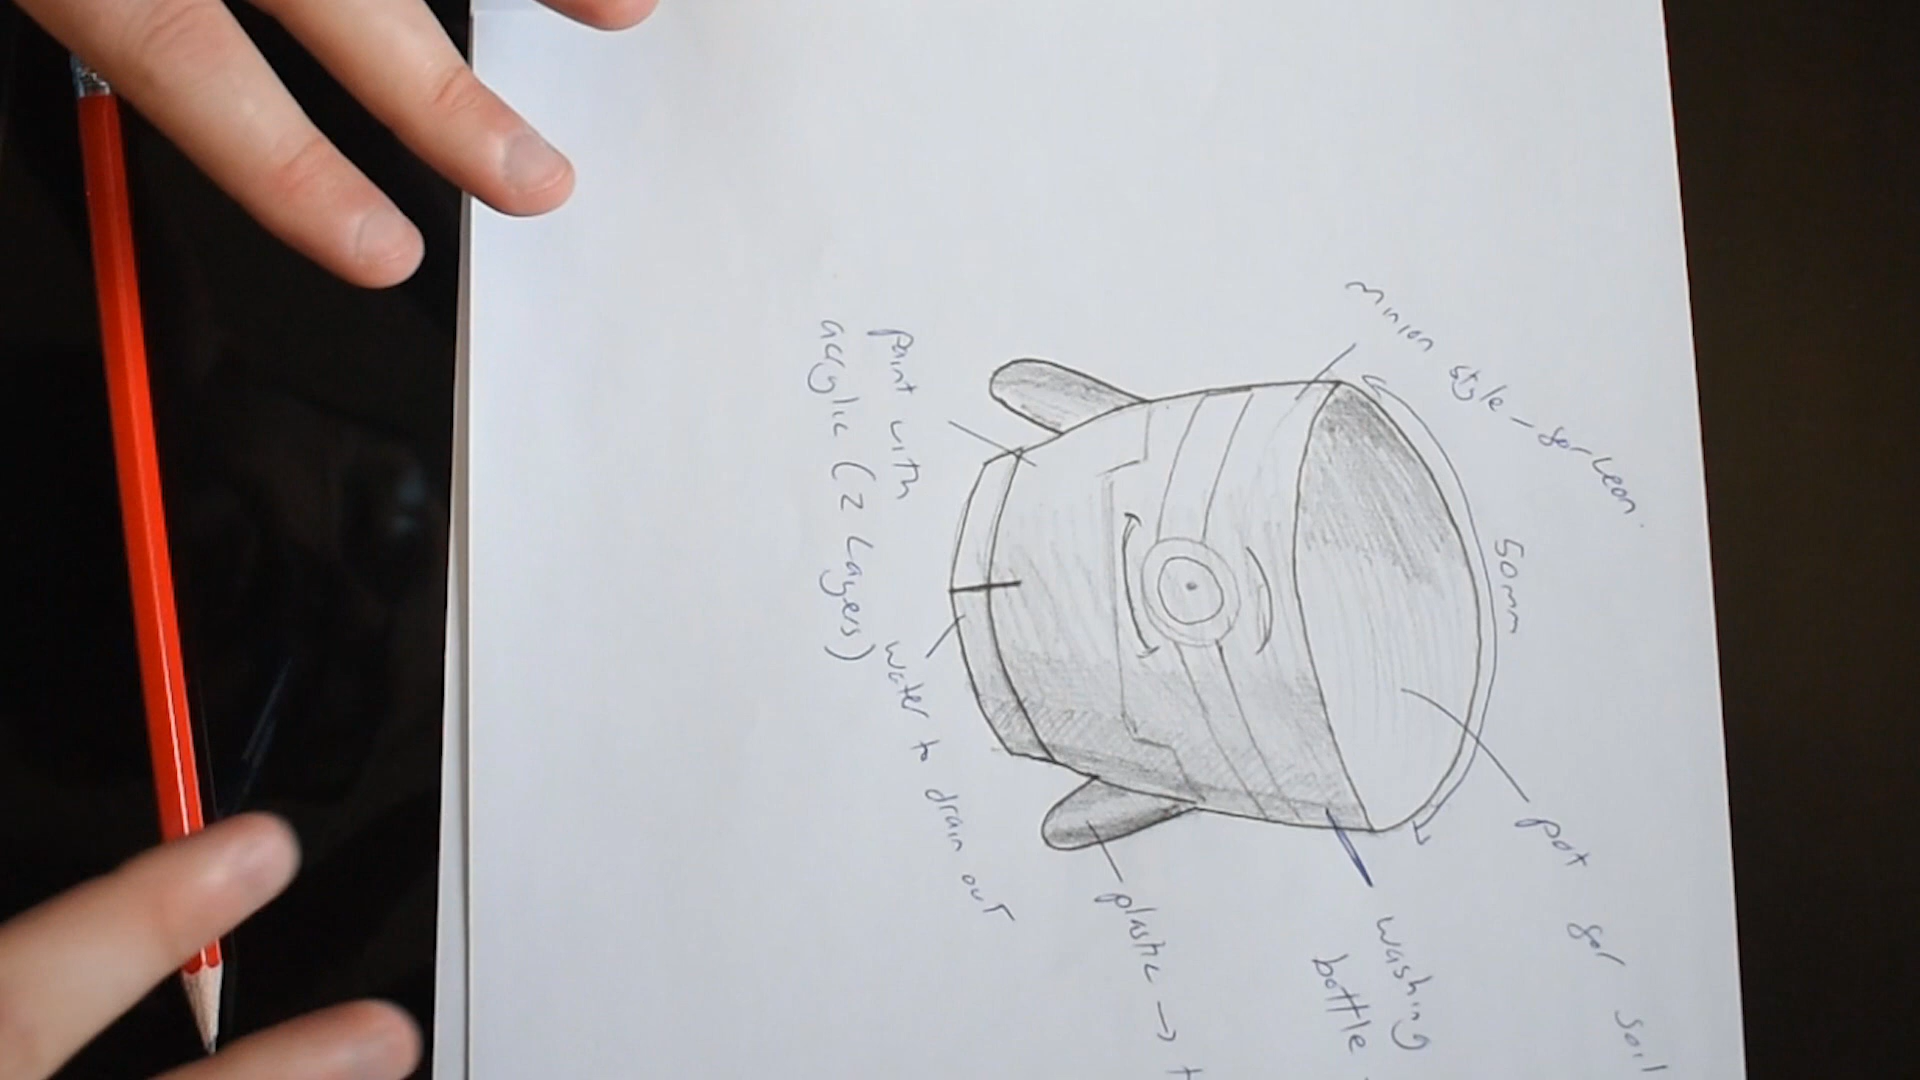 minion style - for Leon.
50mm
pot for soil
washing
bottle
plastic →
water to drain out
paint with
acrylic (2 Layers)